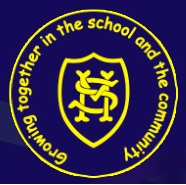 Growing together in the school and the community